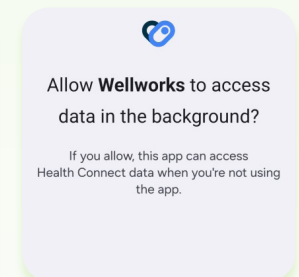 Allow Wellworks to access
data in the background?
If you allow, this app can access
Health Connect data when you're not using
the app.